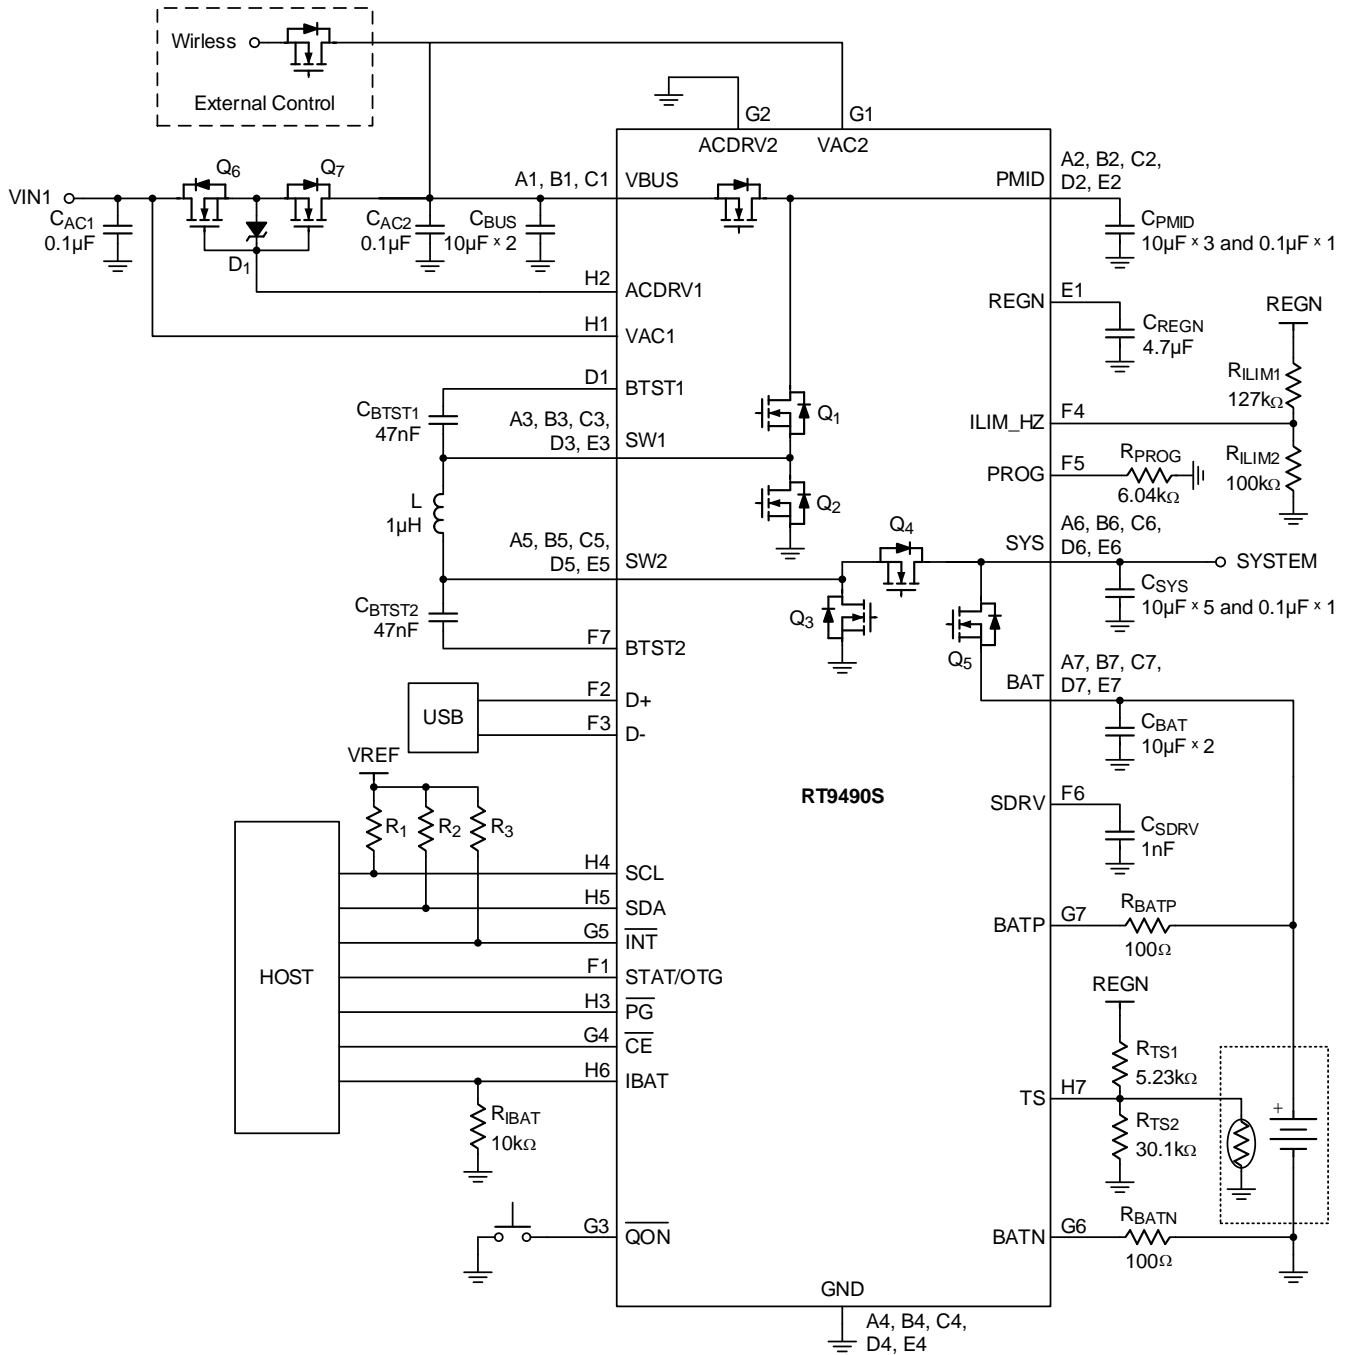 Wirless
External Control
G2
G1
ACDRV2
VAC2
VIN1
Q6
Q7
CAC1
0.1µF
D1
CAC2
0.1µF
CBUS
10µF x 2
A1, B1, C1
VBUS
PMID
A2, B2, C2,
D2, E2
CPMID
10µF x 3 and 0.1µF x 1
H2
ACDRV1
H1
VAC1
REGN
E1
CREGN
4.7µF
REGN
RILIM1
127kΩ
D1
BTST1
CBTST1
47nF
A3, B3, C3,
D3, E3
SW1
Q1
Q2
ILIM_HZ
F4
PROG
F5
RPROG
6.04kΩ
RILIM2
100kΩ
L
1µH
A5, B5, C5,
D5, E5
SW2
Q4
Q3
Q5
SYS
A6, B6, C6,
D6, E6
SYSTEM
CSYS
10µF x 5 and 0.1µF x 1
CBTST2
47nF
F7
BTST2
BAT
A7, B7, C7,
D7, E7
CBAT
10µF x 2
USB
F2
D+
F3
D-
VREF
R1
R2
R3
RT9490S
SDRV
F6
CSDRV
1nF
HOST
H4
SCL
H5
SDA
G5
INT
F1
STAT/OTG
H3
PG
G4
CE
H6
IBAT
RIBAT
10kΩ
BATP
G7
RBATP
100Ω
REGN
RTS1
5.23kΩ
TS
H7
RTS2
30.1kΩ
+
G3
QON
BATN
G6
RBATN
100Ω
GND
A4, B4, C4,
D4, E4